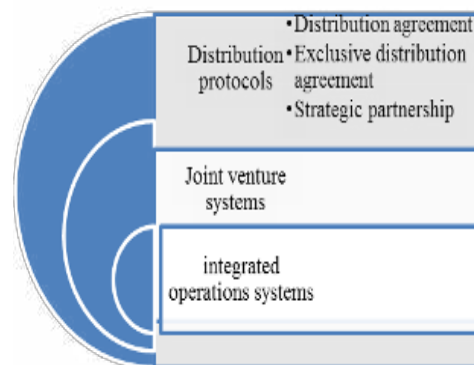 Distribution protocols
•Distribution agreement
•Exclusive distribution
agreement
•Strategic partnership
Joint venture
systems
integrated
operations systems